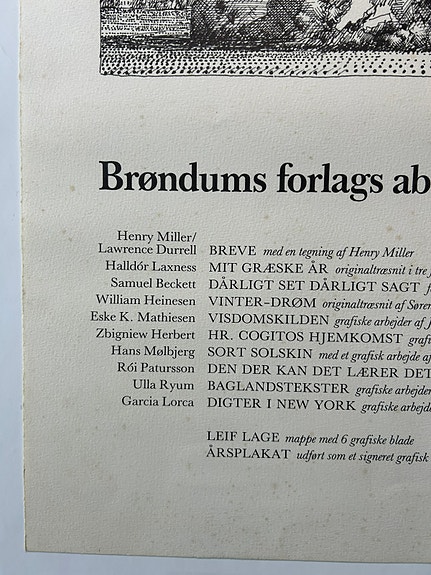 Brøndums forlags ab
Henry Miller/
Lawrence Durrell BREVE med en tegning af Henry Miller
Halldór Laxness MIT GRÆSKE ÅR originaltræsnit i tre
Samuel Beckett DÅRLIGT SET DÅRLIGT SAGT
William Heinesen VINTER-DRØM originaltræsnit af Søren
Eske K. Mathiesen VISDOMSKILDEN grafiske arbejder af
Zbigniew Herbert HR. COGITOS HJEMKOMST
Hans Mølbjerg SORT SOLSKIN med et grafisk arbejde af
Rói Patursson DEN DER KAN DET LÆRER DET
Ulla Ryum BAGLANDSTEKSTER grafiske arbejder
Garcia Lorca DIGTER I NEW YORK grafiske
LEIF LAGE mappe med 6 grafiske blade
ÅRSPLAKAT udført som et signeret grafisk